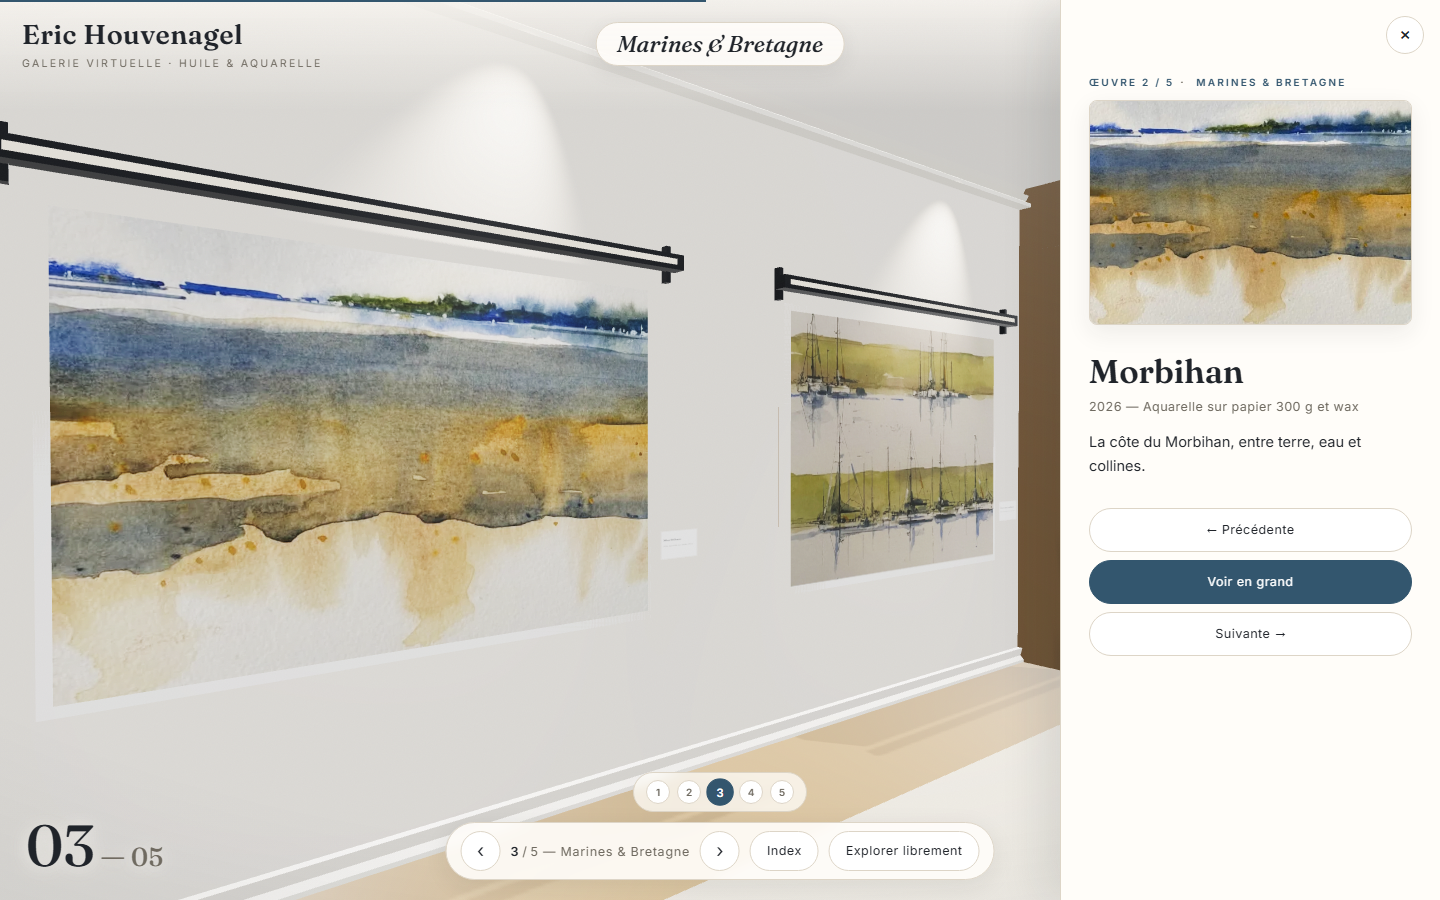 Eric Houvenagel
GALERIE VIRTUELLE · HUILE & AQUARELLE
Marines & Bretagne
×
ŒUVRE 2 / 5 · MARINES & BRETAGNE
Morbihan
2026 — Aquarelle sur papier 300 g et wax
La côte du Morbihan, entre terre, eau et
collines.
← Précédente
Voir en grand
Suivante →
1 2 3 4 5
03 — 05
‹ 3 / 5 — Marines & Bretagne › Index Explorer librement